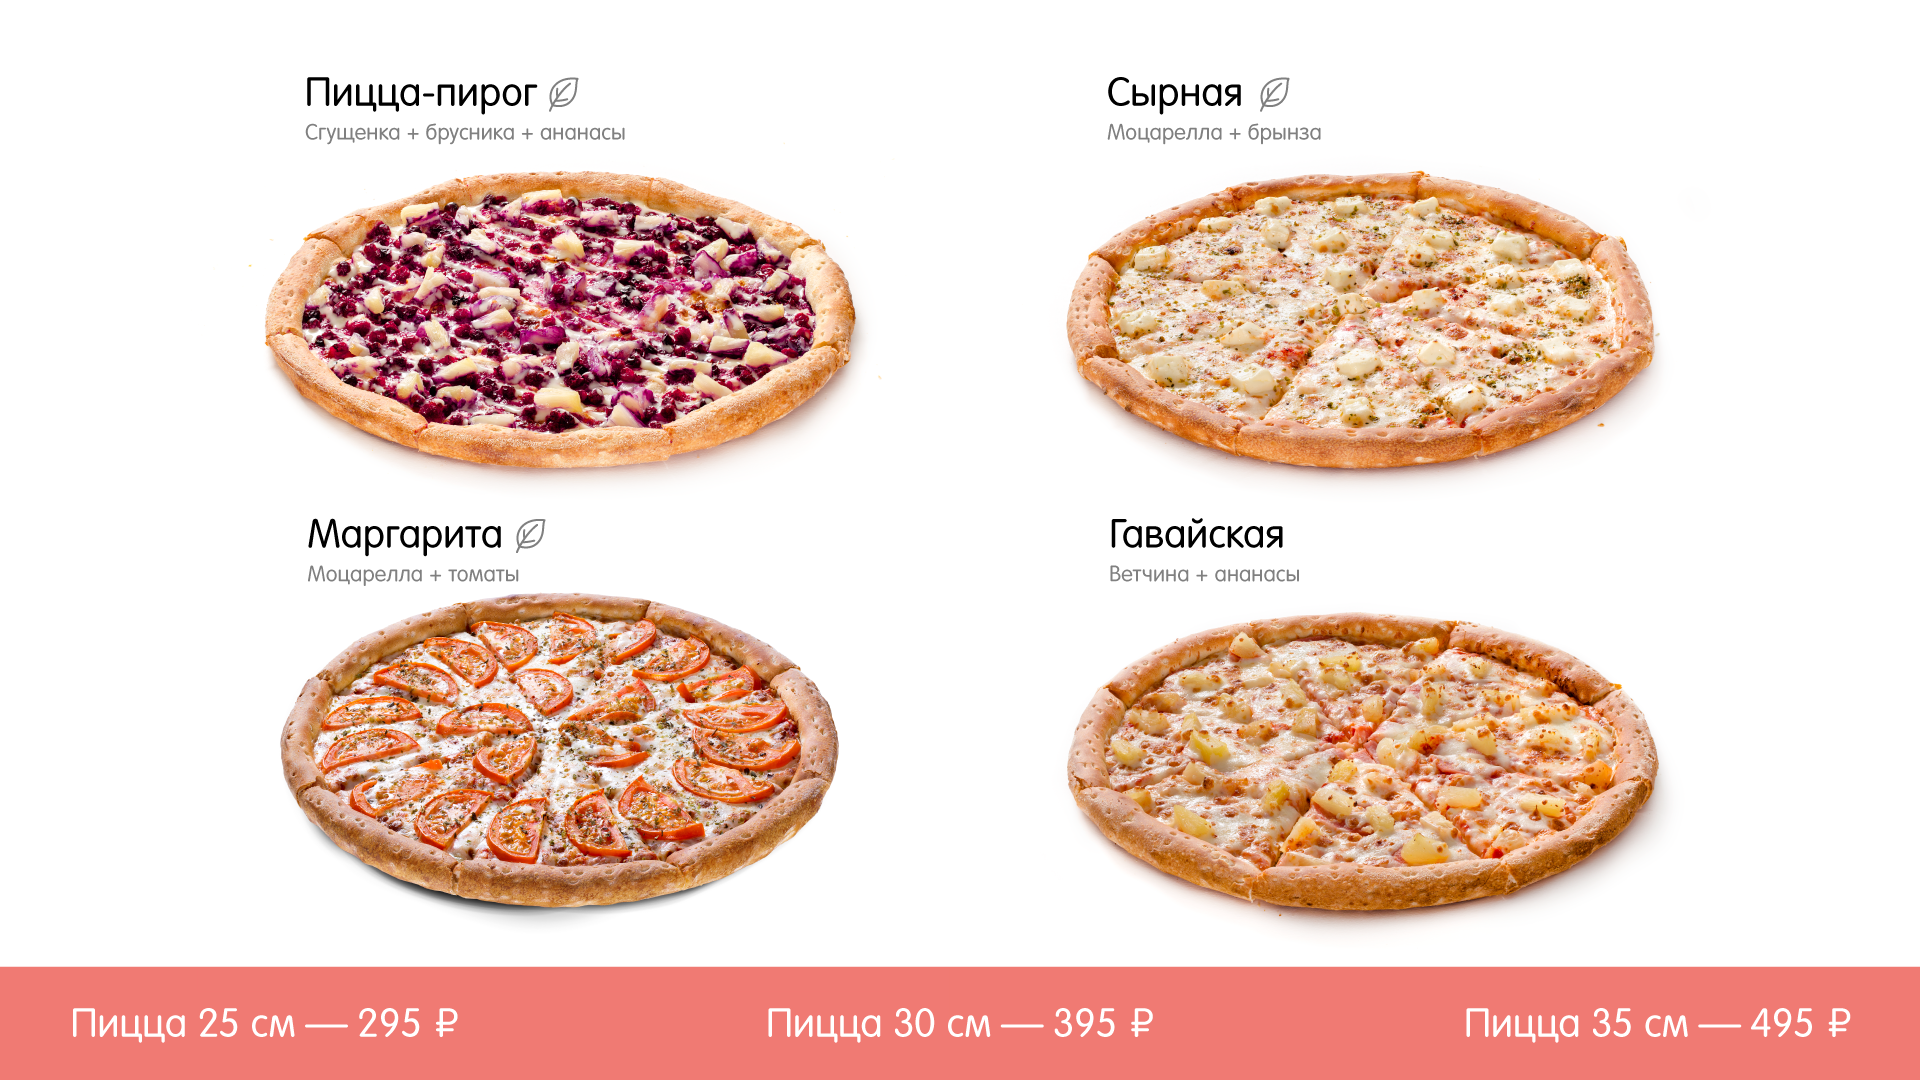 Пицца-пирог
Сгущенка + брусника + ананасы
Сырная
Моцарелла + брынза
Маргарита
Моцарелла + томаты
Гавайская
Ветчина + ананасы
Пицца 25 см — 295 ₽
Пицца 30 см — 395 ₽
Пицца 35 см — 495 ₽